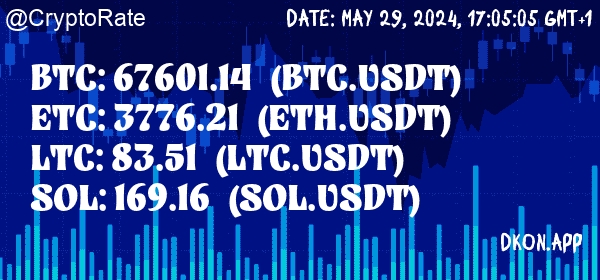 @CryptoRate
DATE: MAY 29, 2024, 17:05:05 GMT+1
BTC: 67601.14 (BTC.USDT)
ETC: 3776.21 (ETH.USDT)
LTC: 83.51 (LTC.USDT)
SOL: 169.16 (SOL.USDT)
DKON.APP